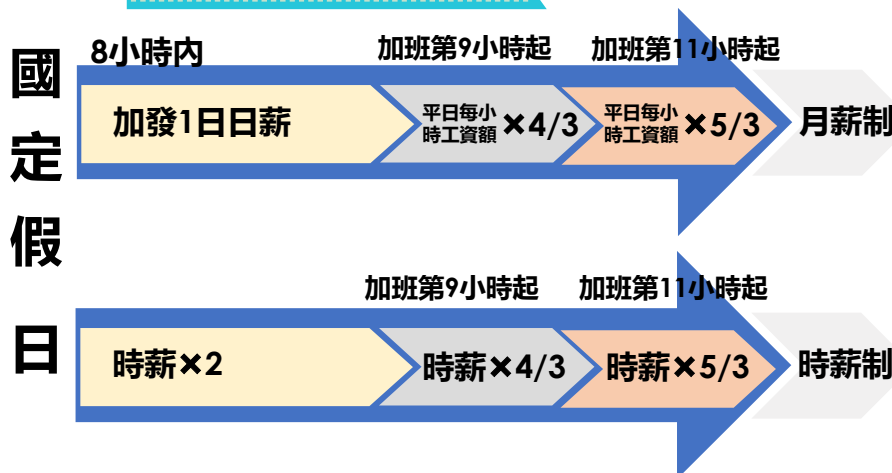 國定假日
8小時內
加班第9小時起
加班第11小時起
加發1日日薪
平日每小
時工資額
×4/3
平日每小
時工資額
×5/3
月薪制
加班第9小時起
加班第11小時起
時薪×2
時薪×4/3
時薪×5/3
時薪制